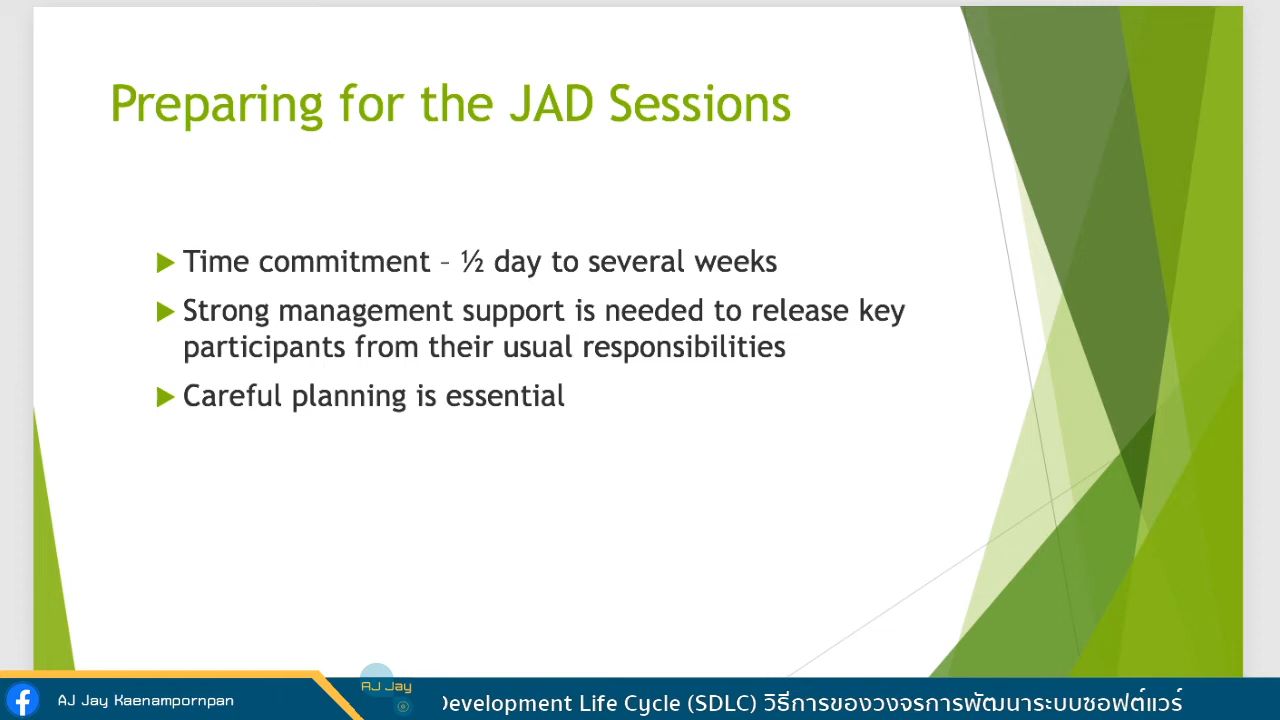 Preparing for the JAD Sessions
Time commitment – ½ day to several weeks
Strong management support is needed to release key
participants from their usual responsibilities
Careful planning is essential
AJ Jay Kaenampornpan
AJ Jay
Development Life Cycle (SDLC) วิธีการของวงจรการพัฒนาระบบซอฟต์แวร์